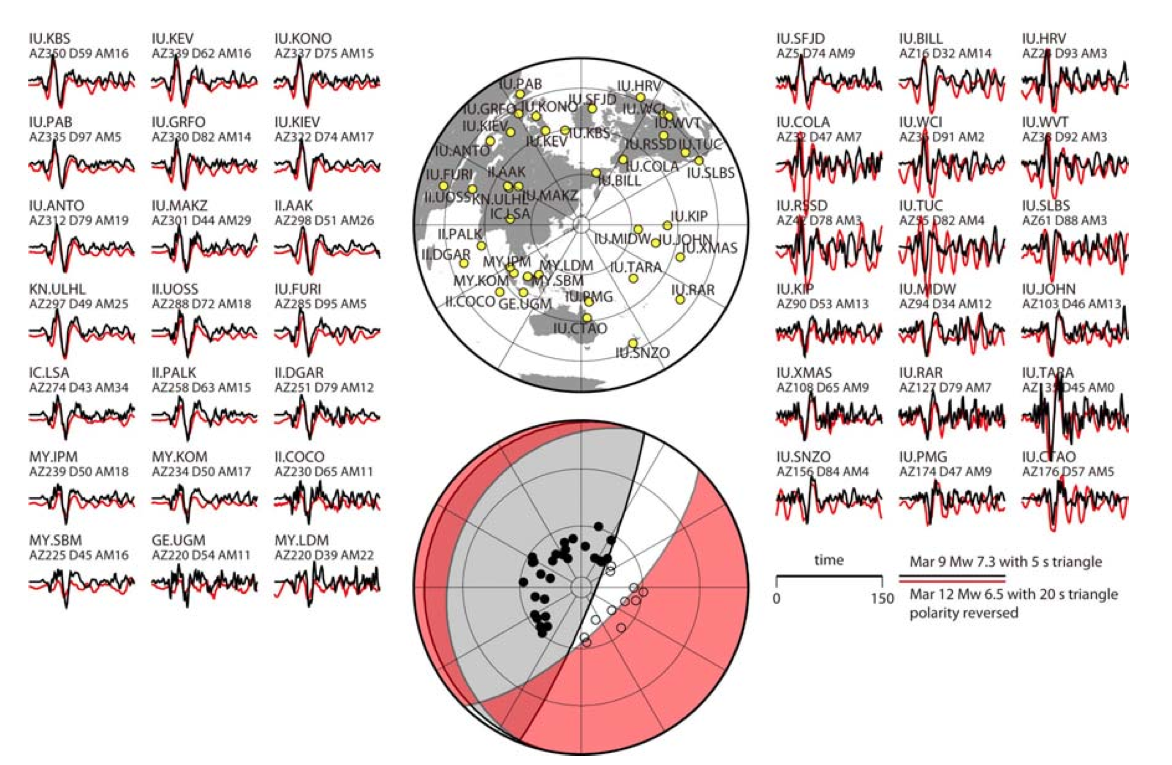 IU.KBS IU.KEV IU.KONO
AZ350 D59 AM16 AZ339 D62 AM16 AZ337 D75 AM15
IU.PAB IU.GRFO IU.KIEV
AZ335 D97 AM5 AZ330 D82 AM14 AZ322 D74 AM17
IU.ANTO IU.MAKZ II.AAK
AZ312 D79 AM19 AZ301 D44 AM29 AZ298 D51 AM26
KN.ULHL II.UOSS IU.FURI
AZ297 D49 AM25 AZ288 D72 AM18 AZ285 D95 AM5
IC.LSA II.PALK II.DGAR
AZ274 D43 AM34 AZ258 D63 AM15 AZ251 D79 AM12
MY.IPM MY.KOM II.COCO
AZ239 D50 AM18 AZ234 D50 AM17 AZ230 D65 AM11
MY.SBM GE.UGM MY.LDM
AZ225 D45 AM16 AZ220 D54 AM11 AZ220 D39 AM22
IU.PAB
IU.HRV
IU.GRFO
IU.KONO
IU.SFJD
IU.WCI
IU.KIEV
IU.WVT
IU.KBS
IU.KEV
IU.ANTO
IU.RSSD
IU.TUC
IU.COLA
IU.SLBS
IU.FURI
II.AAK
IU.BILL
II.UOSS
KN.ULHL
IU.MAKZ
IC.LSA
IU.KIP
II.PALK
IU.MIDW
IU.JOHN
IU.XMAS
II.DGAR
MY.IPM
MY.LDM
IU.TARA
MY.KOM
MY.SBM
IU.RAR
II.COCO
GE.UGM
IU.PMG
IU.CTAO
IU.SNZO
IU.SFJD IU.BILL IU.HRV
AZ5 D74 AM9 AZ16 D32 AM14 D93 AM3
IU.COLA IU.WCI IU.WVT
D47 AM7 D91 AM2 D92 AM3
IU.RSSD IU.TUC IU.SLBS
D78 AM3 D82 AM4 AZ61 D88 AM3
IU.KIP IU.MIDW IU.JOHN
AZ90 D53 AM13 AZ94 D34 AM12 AZ103 D46 AM13
IU.XMAS IU.RAR IU.TARA
AZ108 D65 AM9 AZ127 D79 AM7 D45 AM0
IU.SNZO IU.PMG IU.CTAO
AZ156 D84 AM4 AZ174 D47 AM9 AZ176 D57 AM5
time
0 150
Mar 9 Mw 7.3 with 5 s triangle
Mar 12 Mw 6.5 with 20 s triangle
polarity reversed